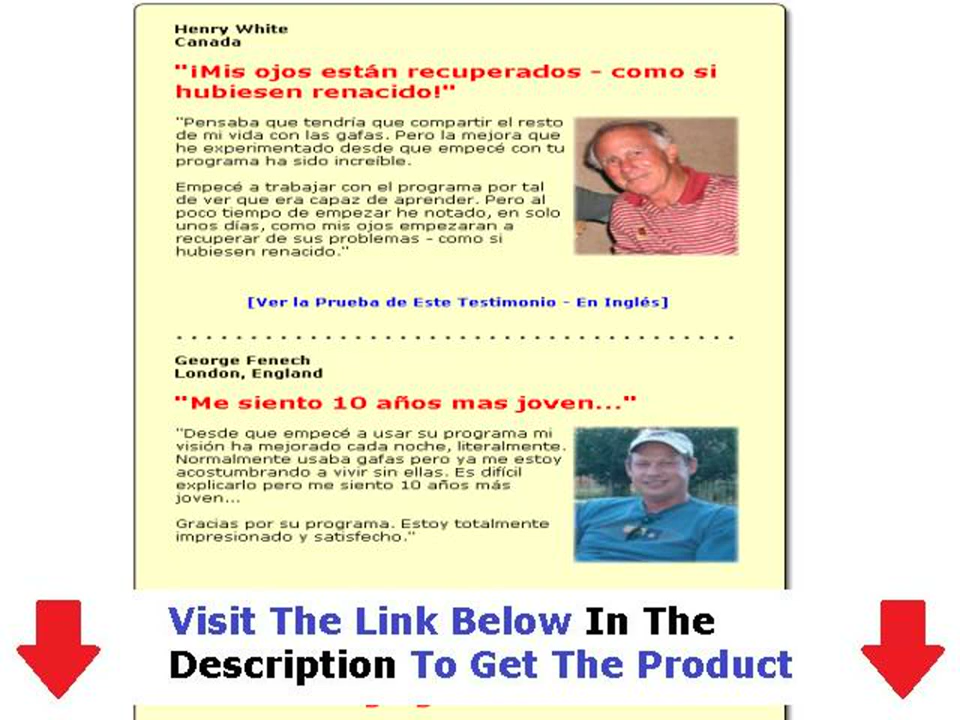 Henry White
Canada
"¡Mis ojos están recuperados - como si
hubiesen renacido!"
"Pensaba que tendría que compartir el resto
de mi vida con las gafas. Pero la mejora que
he experimentado desde que empecé con tu
programa ha sido increíble.
Empecé a trabajar con el programa por tal
de ver que era capaz de aprender. Pero al
poco tiempo de empezar he notado, en solo
unos días, como mis ojos empezaran a
recuperar de sus problemas - como si
hubiesen renacido."
[Ver la Prueba de Este Testimonio - En Inglés]
George Fenech
London, England
"Me siento 10 años mas joven..."
"Desde que empecé a usar su programa mi
visión ha mejorado cada noche, literalmente.
Normalmente usaba gafas pero ya me estoy
acostumbrando a vivir sin ellas. Es difícil
explicarlo pero me siento 10 años más
joven...
Gracias por su programa. Estoy totalmente
impresionado y satisfecho."
Visit The Link Below In The
Description To Get The Product